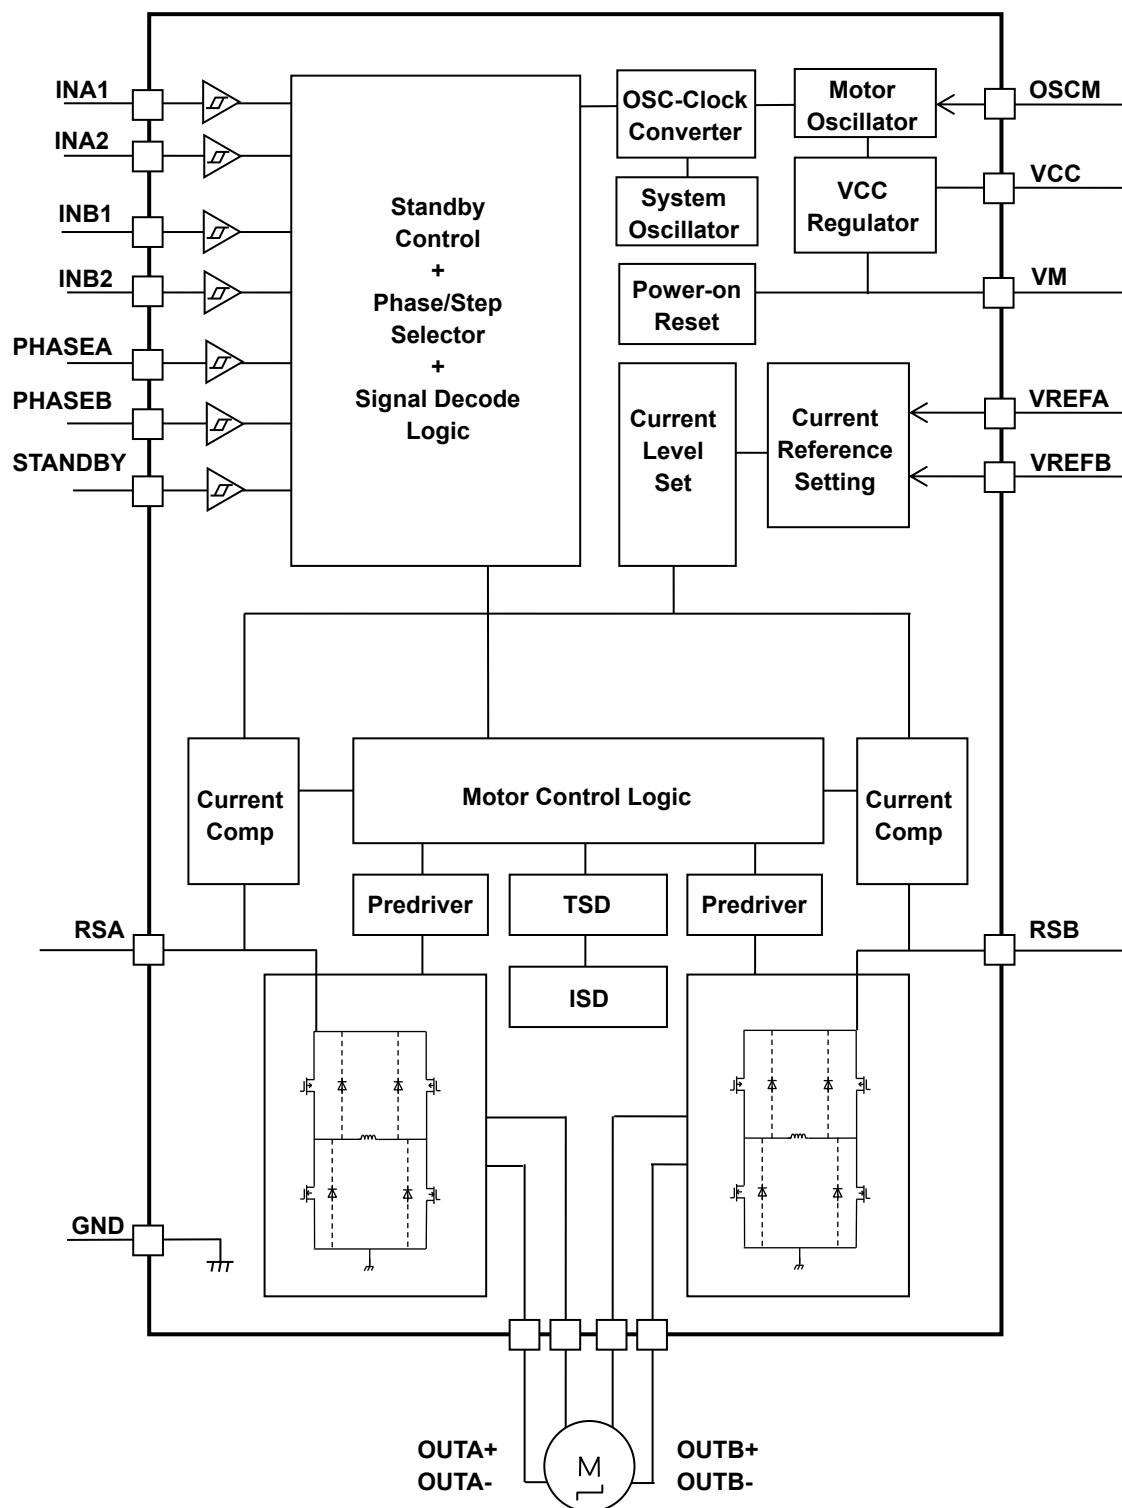 INA1
INA2
INB1
INB2
PHASEA
PHASEB
STANDBY
Standby
Control
+
Phase/Step
Selector
+
Signal Decode
Logic
OSC-Clock
Converter
Motor
Oscillator
System
Oscillator
VCC
Regulator
Power-on
Reset
Current
Level
Set
Current
Reference
Setting
OSCM
VCC
VM
VREFA
VREFB
Current
Comp
Motor Control Logic
Current
Comp
Predriver
TSD
Predriver
ISD
RSA
RSB
GND
OUTA+
OUTA-
M
OUTB+
OUTB-